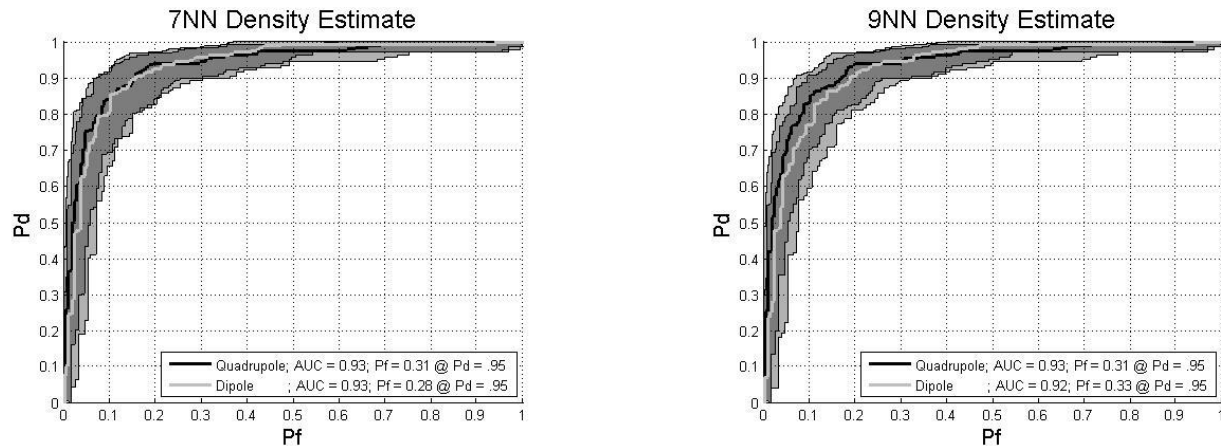 7NN Density Estimate
1
0.9
0.8
0.7
0.6
0.5
0.4
0.3
0.2
0.1
0
Pd
0 0.1 0.2 0.3 0.4 0.5 0.6 0.7 0.8 0.9 1
Pf
Quadrupole; AUC = 0.93; Pf = 0.31 @ Pd = .95
Dipole ; AUC = 0.93; Pf = 0.28 @ Pd = .95
9NN Density Estimate
1
0.9
0.8
0.7
0.6
0.5
0.4
0.3
0.2
0.1
0
Pd
0 0.1 0.2 0.3 0.4 0.5 0.6 0.7 0.8 0.9 1
Pf
Quadrupole; AUC = 0.93; Pf = 0.31 @ Pd = .95
Dipole ; AUC = 0.92; Pf = 0.33 @ Pd = .95